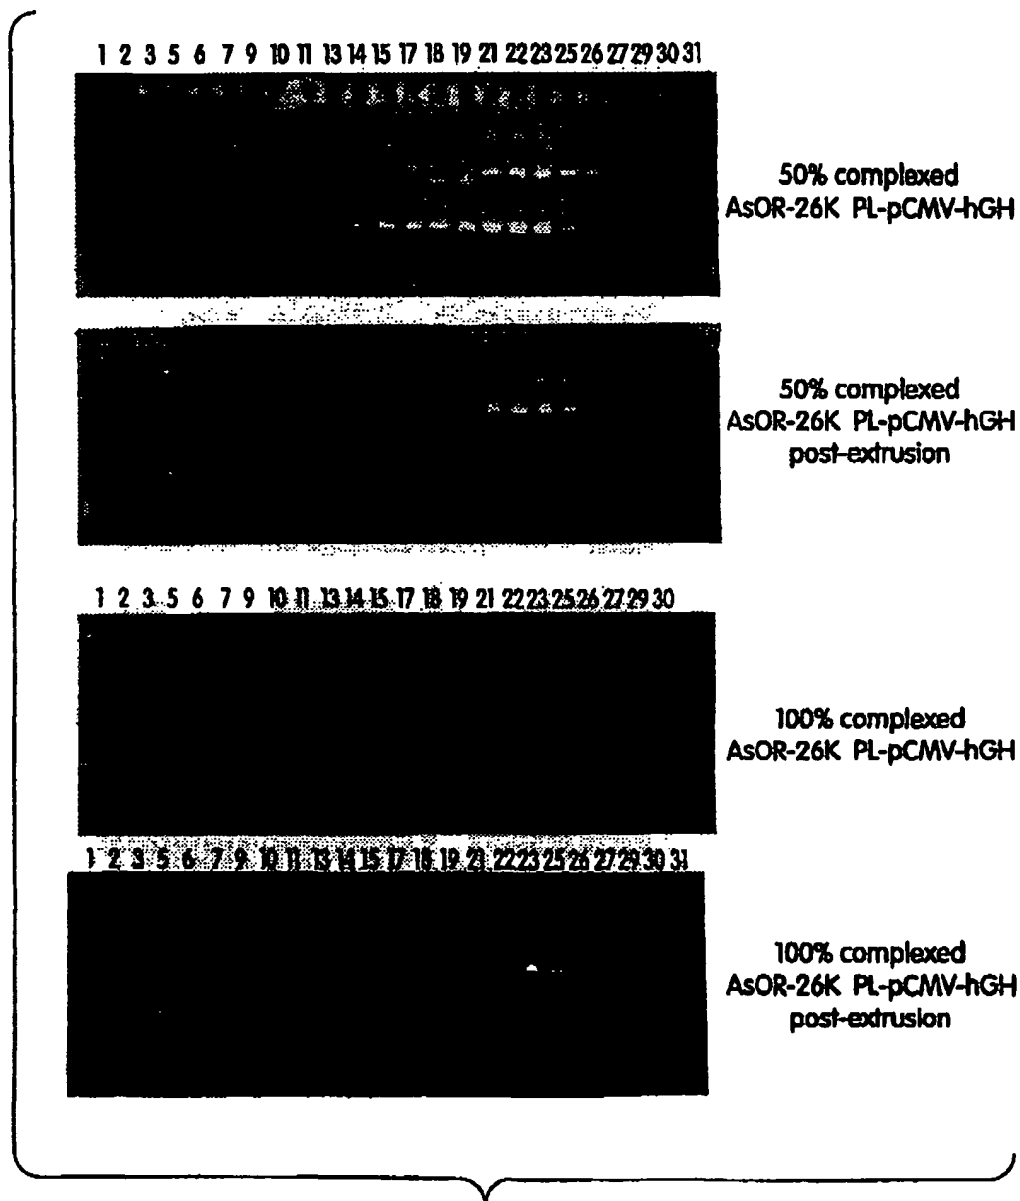 1 2 3 5 6 7 9 10 11 13 14 15 17 18 19 21 22 23 25 26 27 29 30 31
50% complexed
AsOR-26K PL-pCMV-hGH
50% complexed
AsOR-26K PL-pCMV-hGH
post-extrusion
1 2 3 5 6 7 9 10 11 13 14 15 17 18 19 21 22 23 25 26 27 29 30
100% complexed
AsOR-26K PL-pCMV-hGH
1 2 3 5 6 7 9 10 11 13 14 15 17 18 19 21 22 23 25 26 27 29 30 31
100% complexed
AsOR-26K PL-pCMV-hGH
post-extrusion